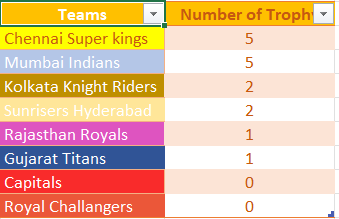 Teams Number of Trophy
Chennai Super kings 5
Mumbai Indians 5
Kolkata Knight Riders 2
Sunrisers Hyderabad 2
Rajasthan Royals 1
Gujarat Titans 1
Capitals 0
Royal Challangers 0